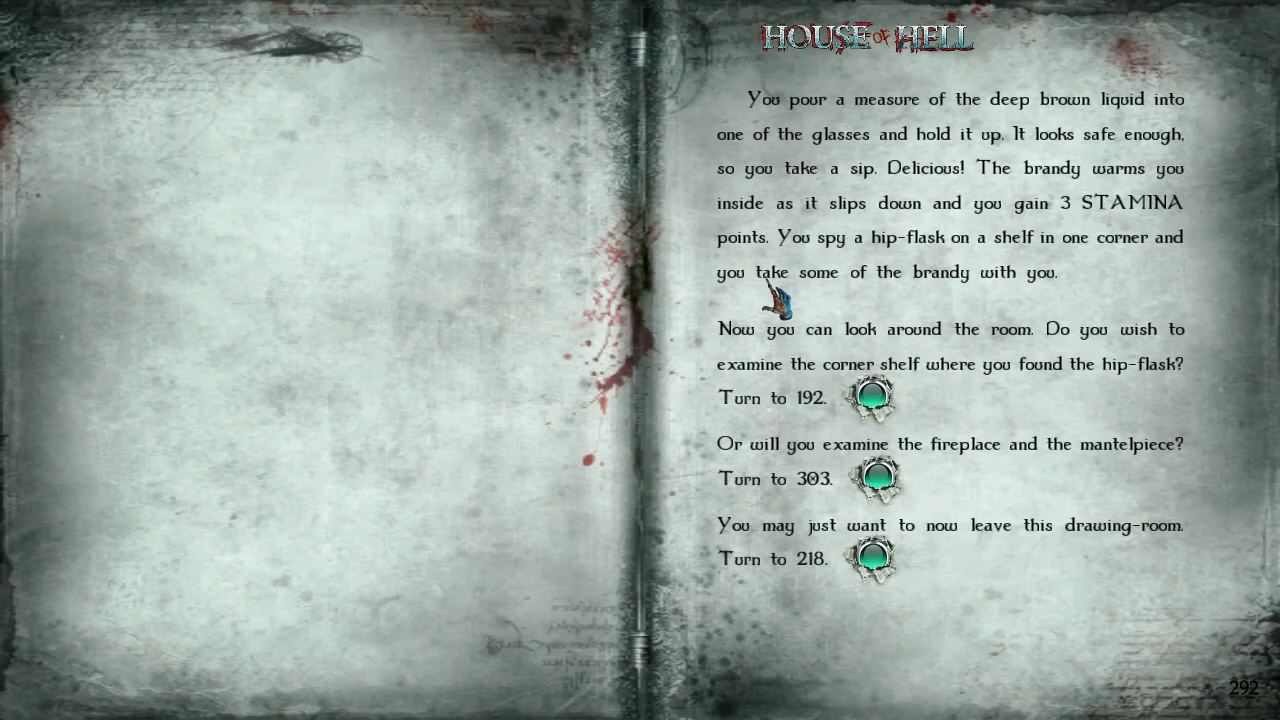 HOUSE OF HELL
You pour a measure of the deep brown liquid into
one of the glasses and hold it up. It looks safe enough,
so you take a sip. Delicious! The brandy warms you
inside as it slips down and you gain 3 STAMINA
points. You spy a hip-flask on a shelf in one corner and
you take some of the brandy with you.
Now you can look around the room. Do you wish to
examine the corner shelf where you found the hip-flask?
Turn to 192.
Or will you examine the fireplace and the mantelpiece?
Turn to 303.
You may just want to now leave this drawing-room.
Turn to 218.
292